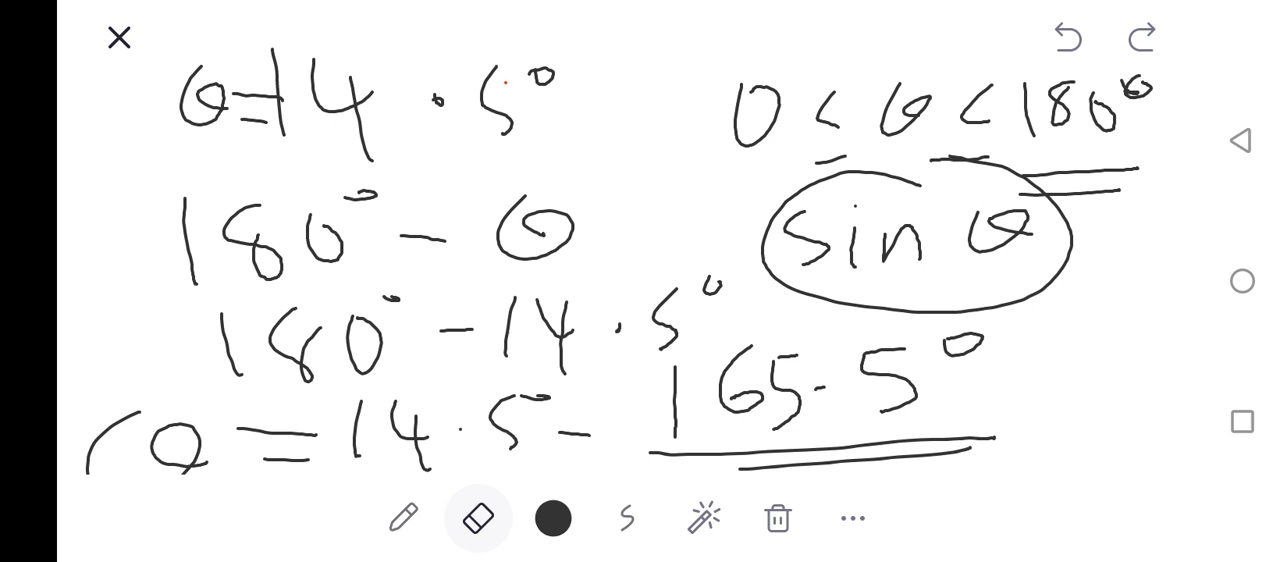 θ=14.5°
0 ≤ θ ≤ 180°
180° - θ
sin θ
180° - 14.5°
165.5°
(θ = 14.5° -